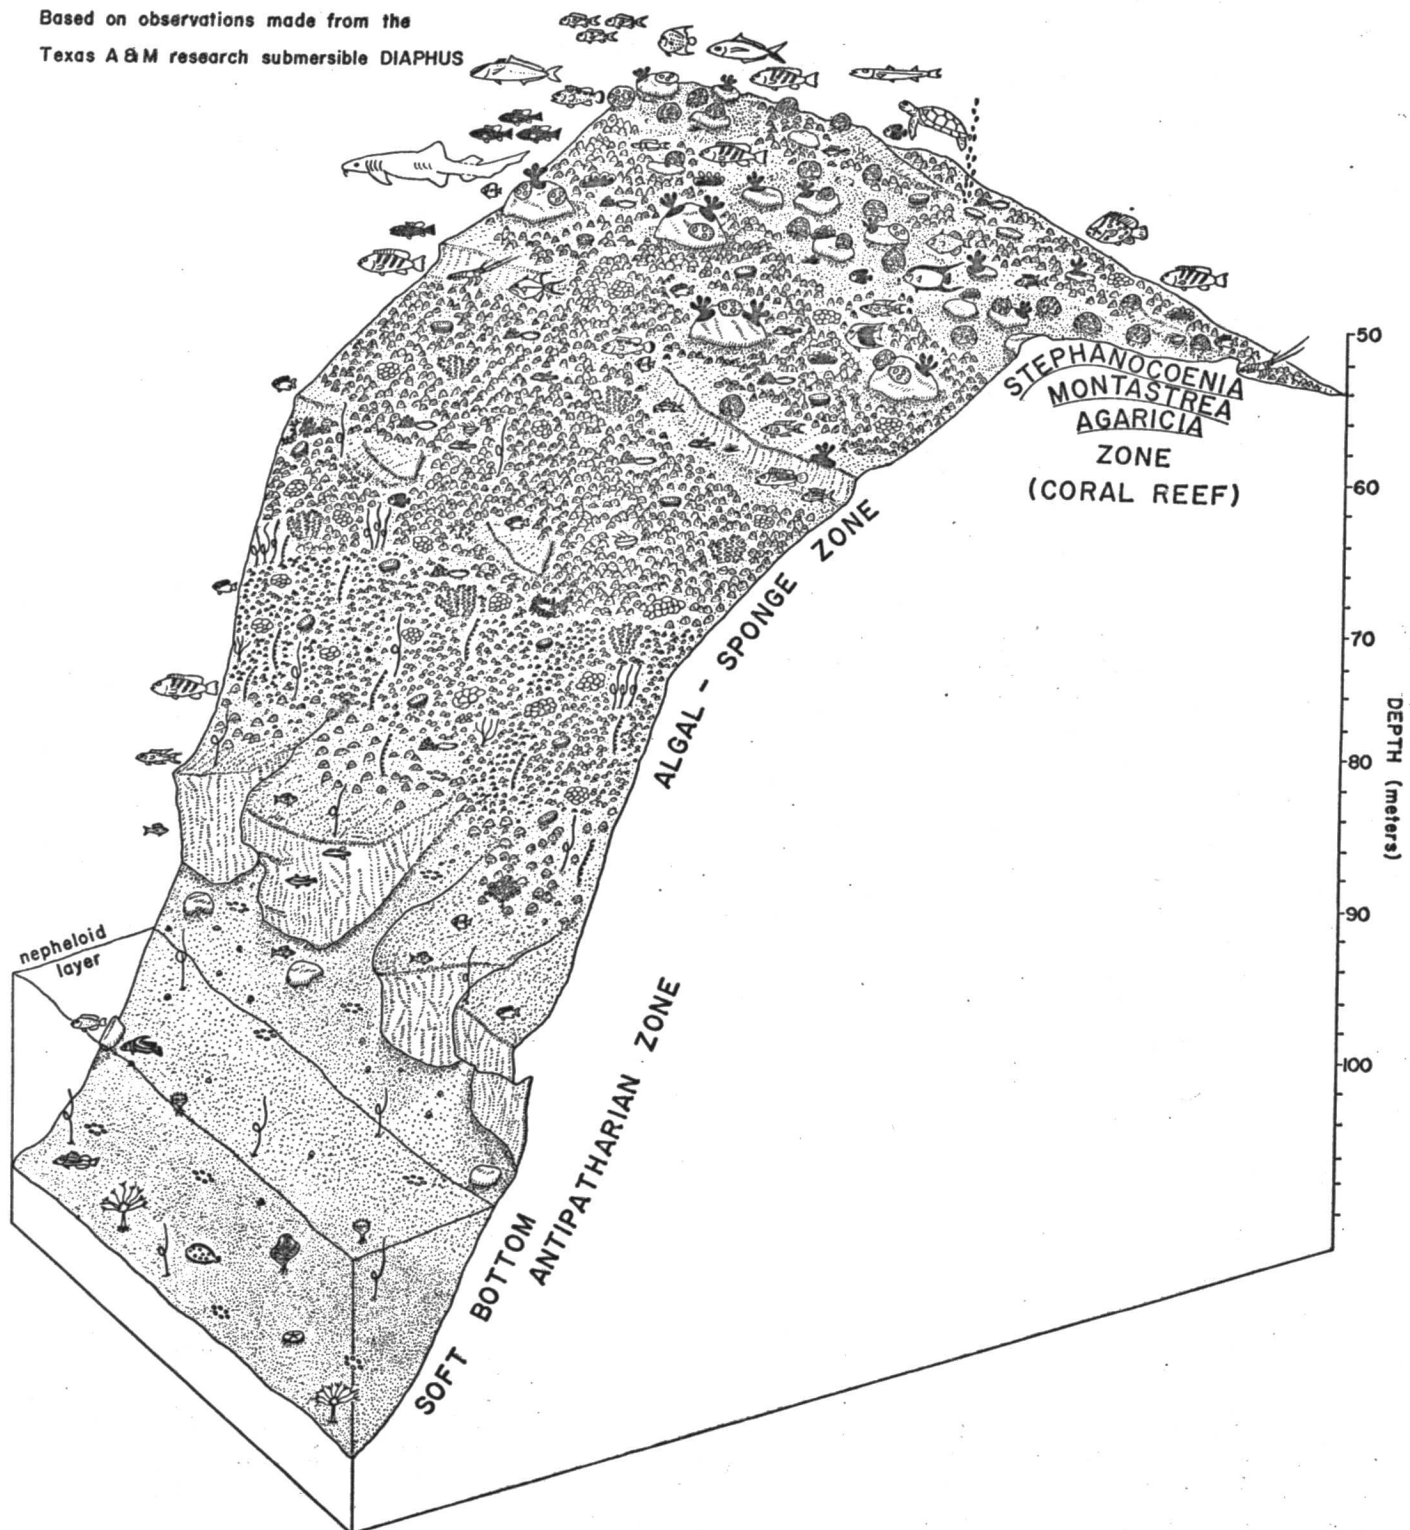 Based on observations made from the
Texas A&M research submersible DIAPHUS
50
STEPHANOCOENIA
MONTASTREA
AGARICIA
ZONE
(CORAL REEF)
60
ALGAL - SPONGE ZONE
70
DEPTH (meters)
80
90
nepheloid
layer
100
ANTIPATHARIAN ZONE
SOFT BOTTOM